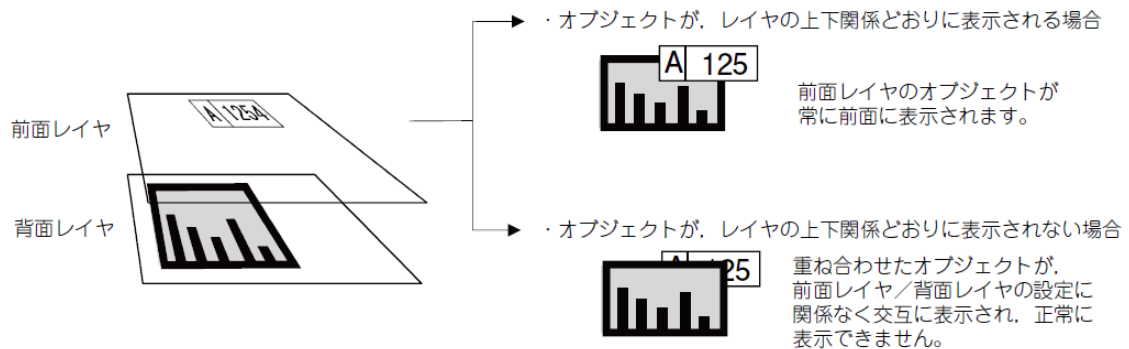 ・オブジェクトが，レイヤの上下関係どおりに表示される場合
A 125
前面レイヤのオブジェクトが
常に前面に表示されます。
A 1254
前面レイヤ
背面レイヤ
・オブジェクトが，レイヤの上下関係どおりに表示されない場合
A 125
重ね合わせたオブジェクトが，
前面レイヤ／背面レイヤの設定に
関係なく交互に表示され，正常に
表示できません。